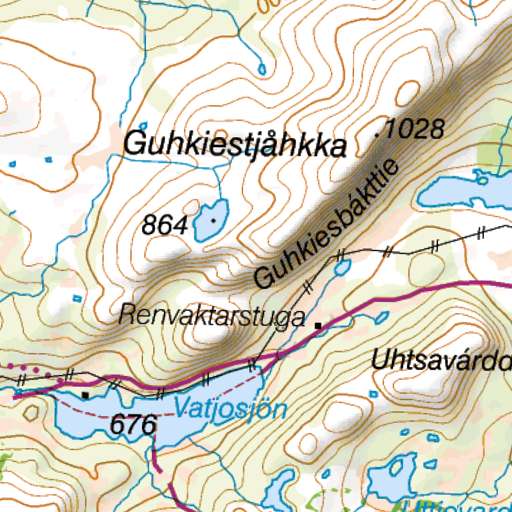 Guhkiestjåhkka
1028
Guhkiesbákttie
864
Renvaktarstuga
Uhtsavárdo
Vatjosjön
676